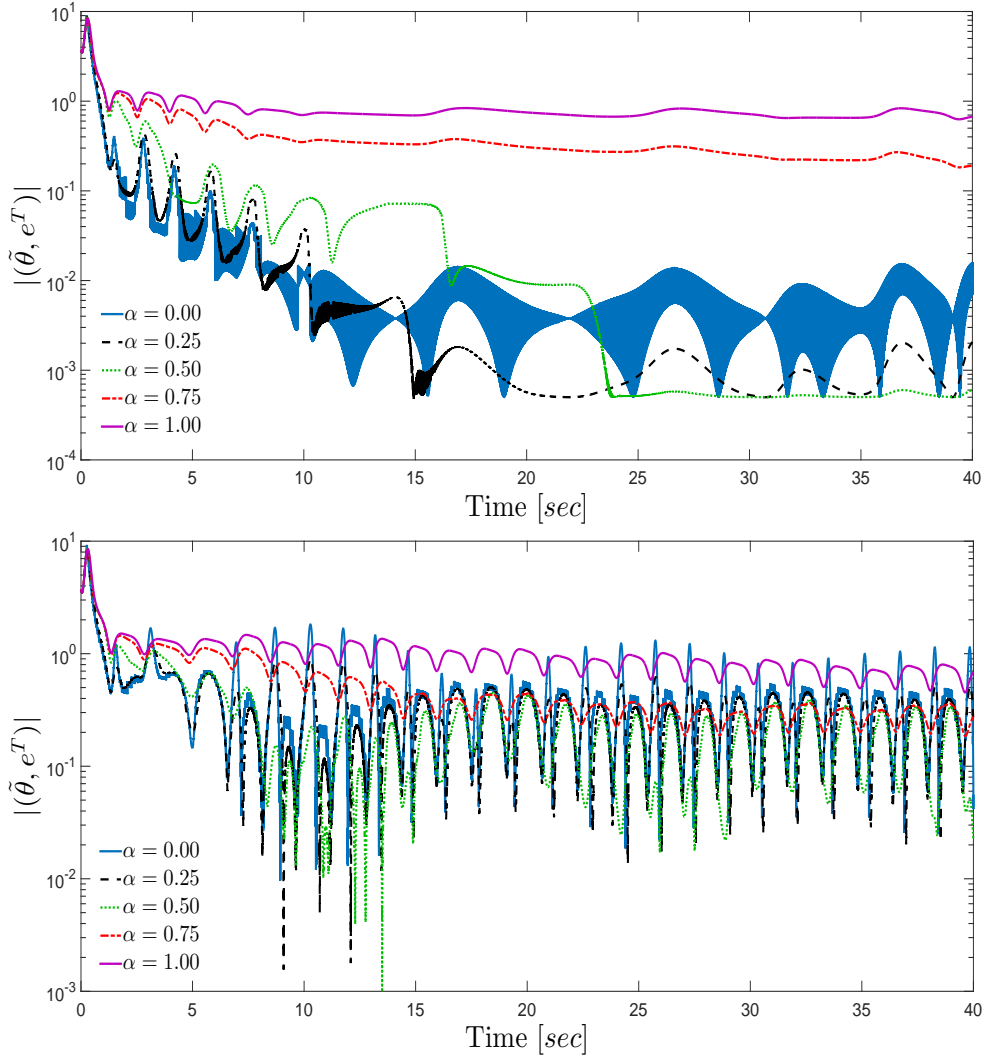 10^1
10^0
10^-1
10^-2
10^-3
10^-4
|(θ̃, e^T)|
α = 0.00
α = 0.25
α = 0.50
α = 0.75
α = 1.00
0 5 10 15 20 25 30 35 40
Time [sec]
10^1
10^0
10^-1
10^-2
10^-3
|(θ̃, e^T)|
α = 0.00
α = 0.25
α = 0.50
α = 0.75
α = 1.00
0 5 10 15 20 25 30 35 40
Time [sec]